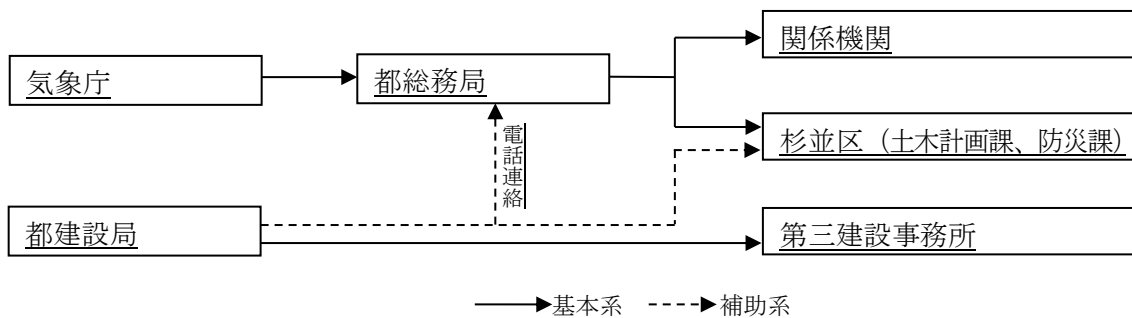 関係機関
気象庁
都総務局
杉並区（土木計画課、防災課）
電話連絡
都建設局
第三建設事務所
基本系
補助系